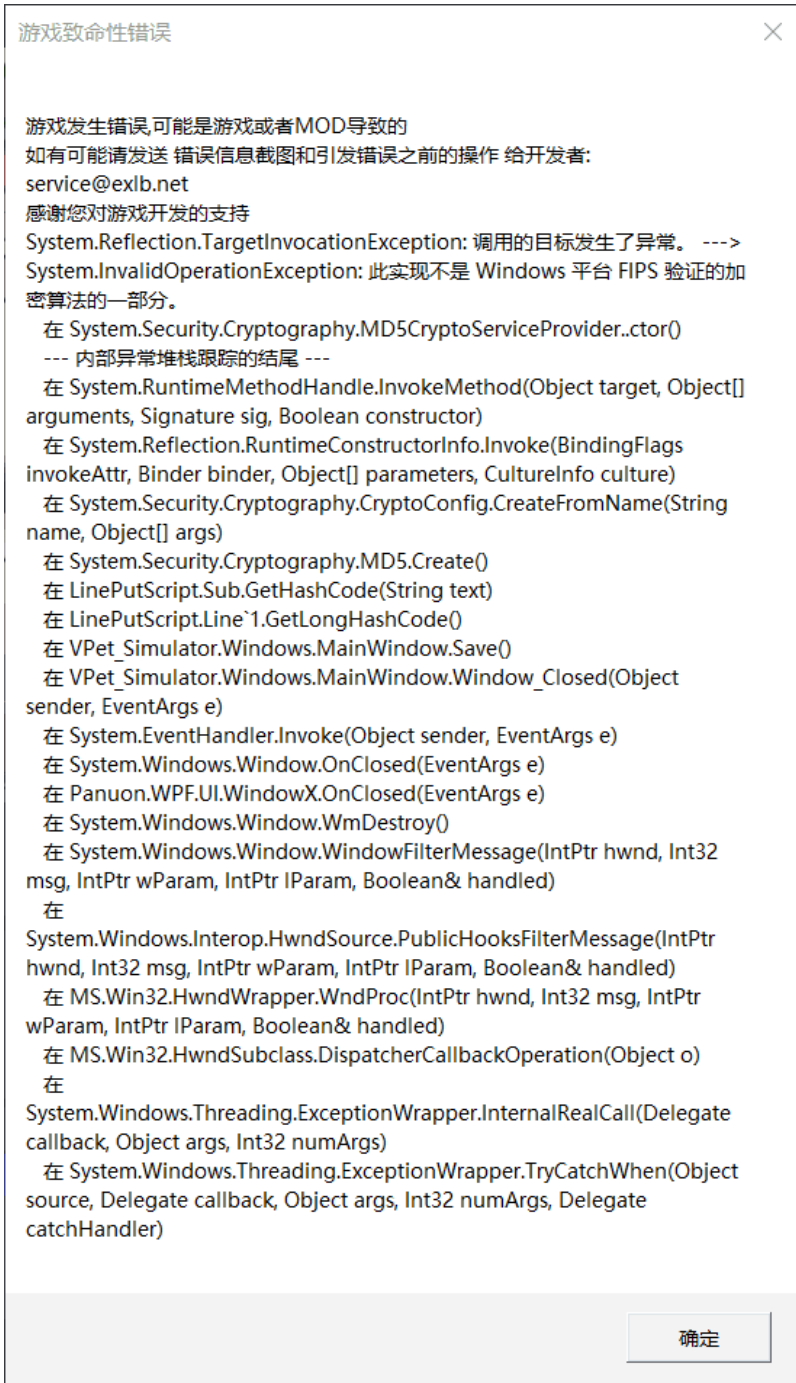 游戏致命性错误
游戏发生错误,可能是游戏或者MOD导致的
如有可能请发送 错误信息截图和引发错误之前的操作 给开发者:
service@exlb.net
感谢您对游戏开发的支持
System.Reflection.TargetInvocationException: 调用的目标发生了异常。 --->
System.InvalidOperationException: 此实现不是 Windows 平台 FIPS 验证的加
密算法的一部分。
   在 System.Security.Cryptography.MD5CryptoServiceProvider..ctor()
   --- 内部异常堆栈跟踪的结尾 ---
   在 System.RuntimeMethodHandle.InvokeMethod(Object target, Object[]
arguments, Signature sig, Boolean constructor)
   在 System.Reflection.RuntimeConstructorInfo.Invoke(BindingFlags
invokeAttr, Binder binder, Object[] parameters, CultureInfo culture)
   在 System.Security.Cryptography.CryptoConfig.CreateFromName(String
name, Object[] args)
   在 System.Security.Cryptography.MD5.Create()
   在 LinePutScript.Sub.GetHashCode(String text)
   在 LinePutScript.Line`1.GetLongHashCode()
   在 VPet_Simulator.Windows.MainWindow.Save()
   在 VPet_Simulator.Windows.MainWindow.Window_Closed(Object
sender, EventArgs e)
   在 System.EventHandler.Invoke(Object sender, EventArgs e)
   在 System.Windows.Window.OnClosed(EventArgs e)
   在 Panuon.WPF.UI.WindowX.OnClosed(EventArgs e)
   在 System.Windows.Window.WmDestroy()
   在 System.Windows.Window.WindowFilterMessage(IntPtr hwnd, Int32
msg, IntPtr wParam, IntPtr lParam, Boolean& handled)
   在
System.Windows.Interop.HwndSource.PublicHooksFilterMessage(IntPtr
hwnd, Int32 msg, IntPtr wParam, IntPtr lParam, Boolean& handled)
   在 MS.Win32.HwndWrapper.WndProc(IntPtr hwnd, Int32 msg, IntPtr
wParam, IntPtr lParam, Boolean& handled)
   在 MS.Win32.HwndSubclass.DispatcherCallbackOperation(Object o)
   在
System.Windows.Threading.ExceptionWrapper.InternalRealCall(Delegate
callback, Object args, Int32 numArgs)
   在 System.Windows.Threading.ExceptionWrapper.TryCatchWhen(Object
source, Delegate callback, Object args, Int32 numArgs, Delegate
catchHandler)
确定